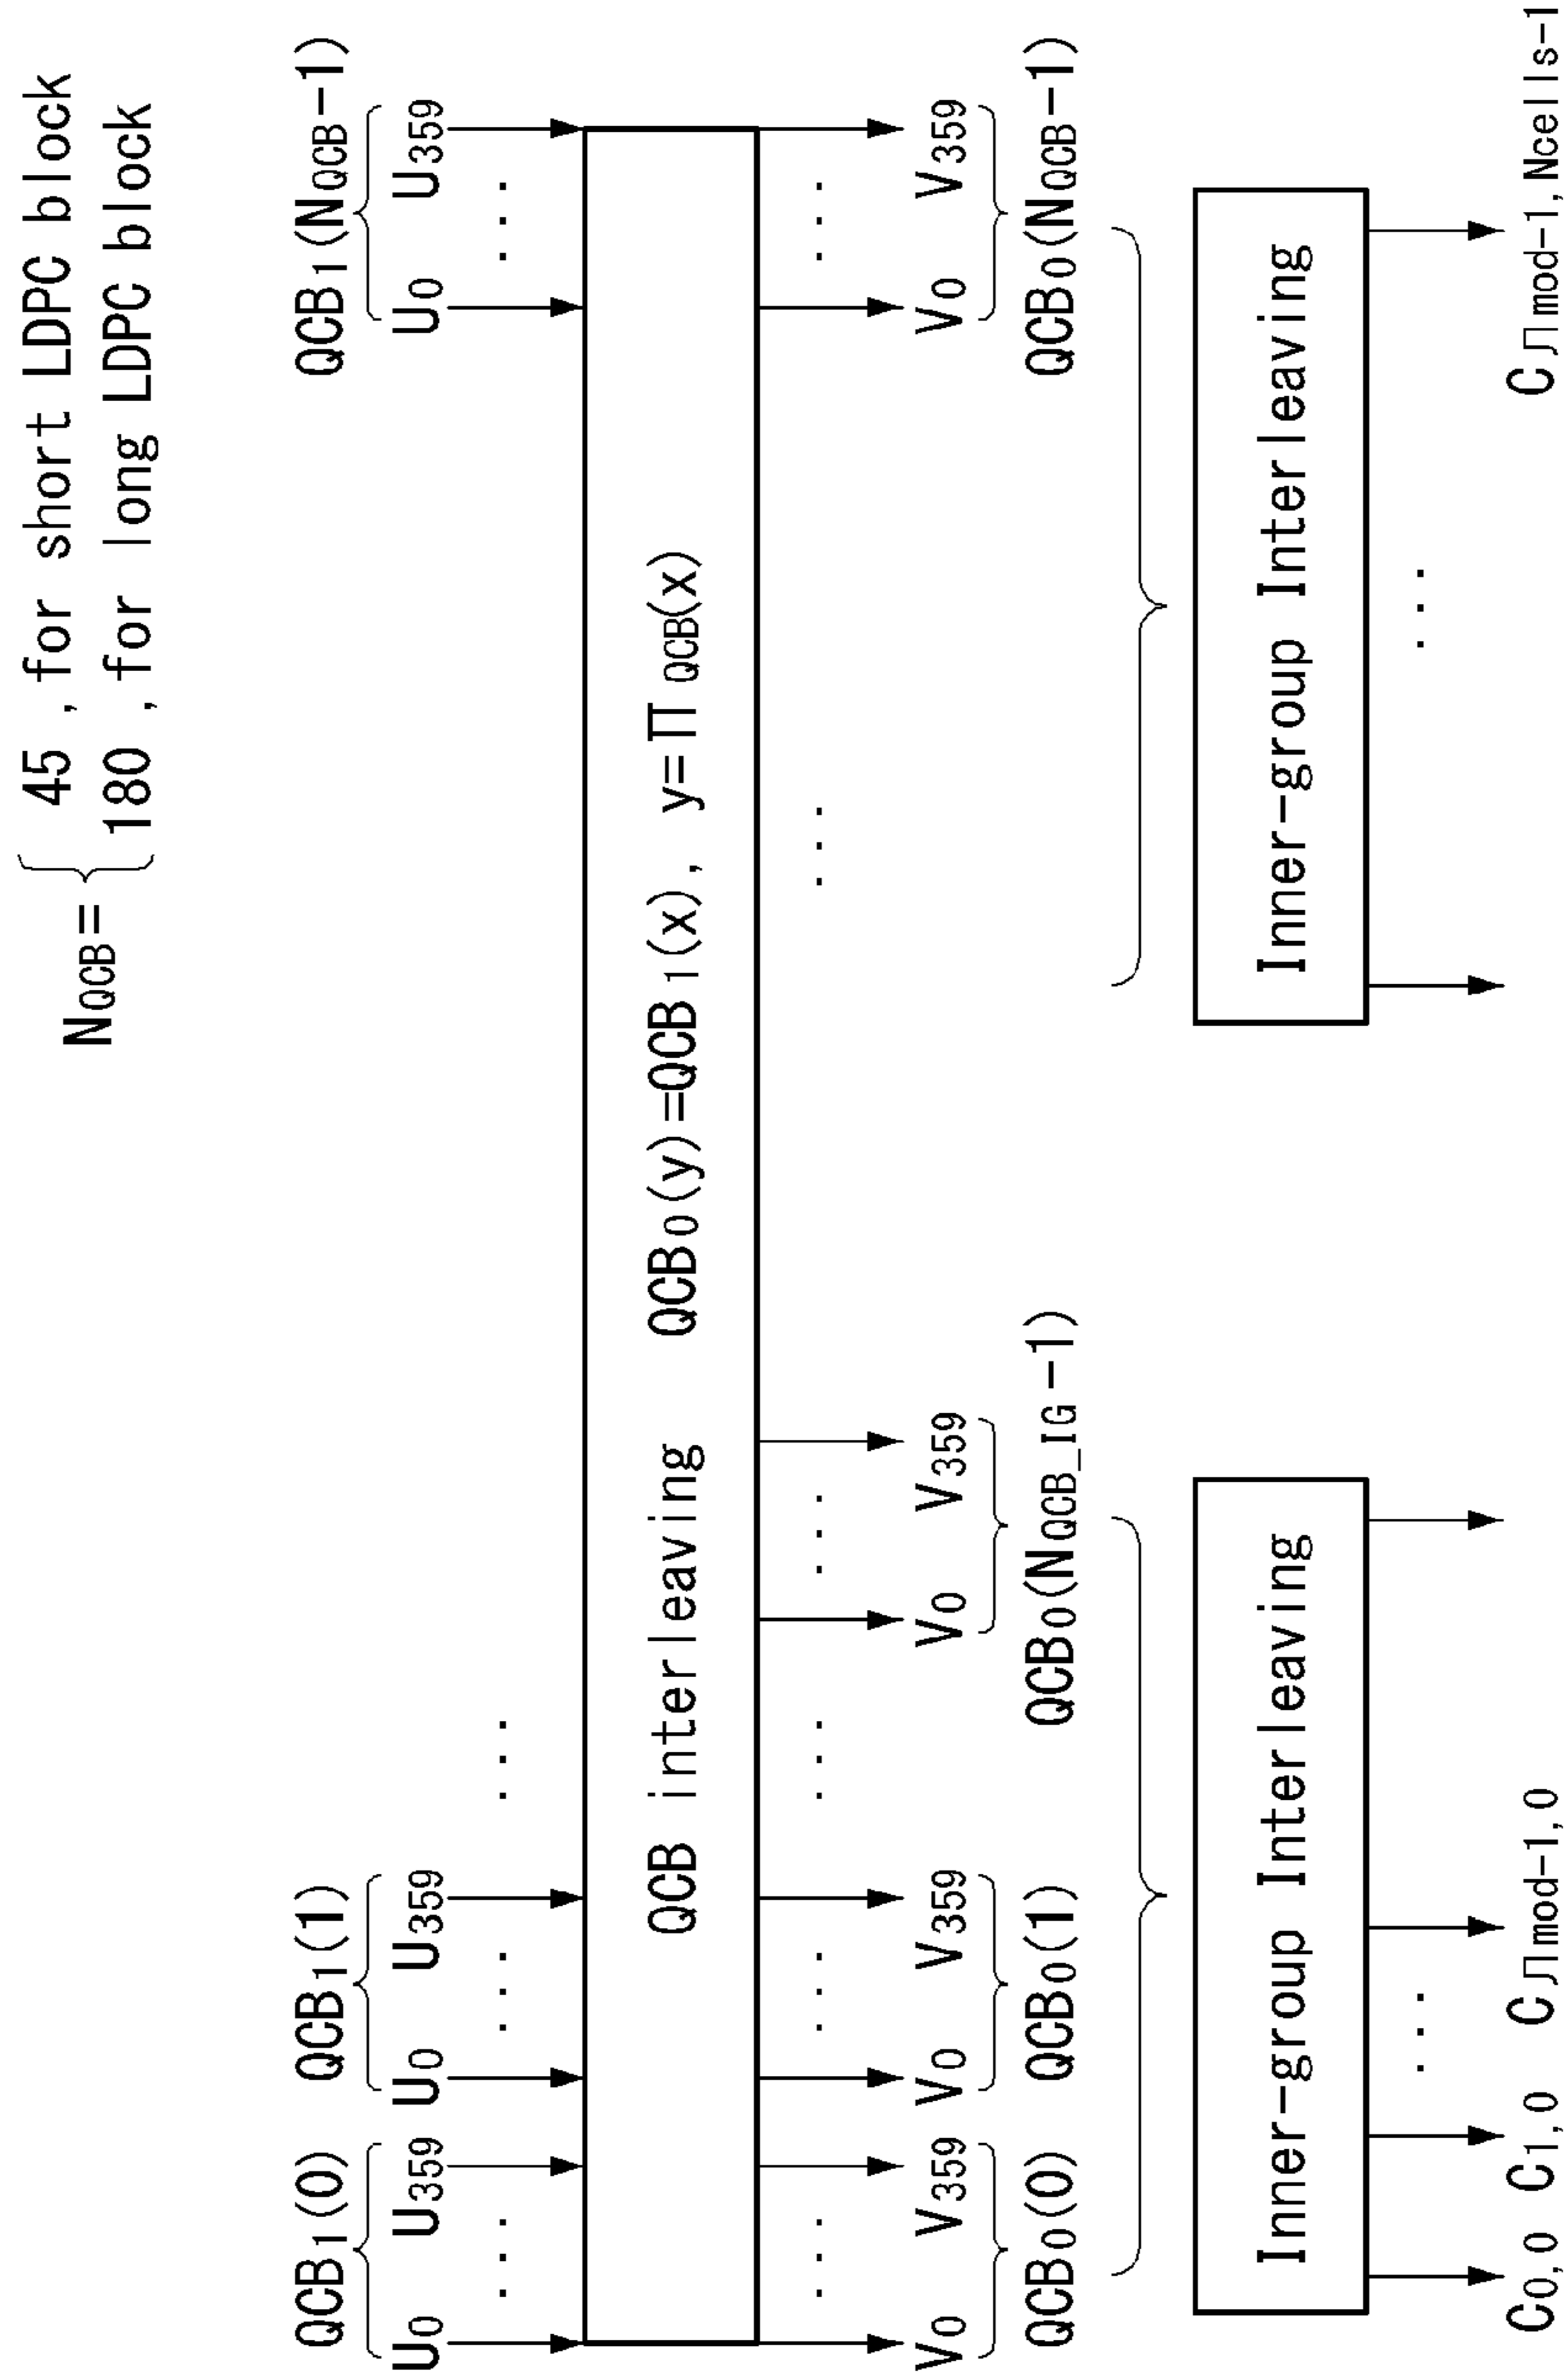 NQCB= { 45 ,for short LDPC block
180 ,for long LDPC block
QCB1(0) QCB1(1) QCB1(NQCB-1)
U0 U359 U0 U359 ... U0 U359
QCB interleaving QCB0(y)=QCB1(x), y=Π QCB(x)
V0 V359 V0 V359 ... V0 V359 ... V0 V359
QCB0(0) QCB0(1) QCB0(NQCB_IG-1) QCB0(NQCB-1)
Inner-group Interleaving Inner-group Interleaving
C0,0 C1,0 ... Cהmod-1,0 ... Cהmod-1,Ncells-1